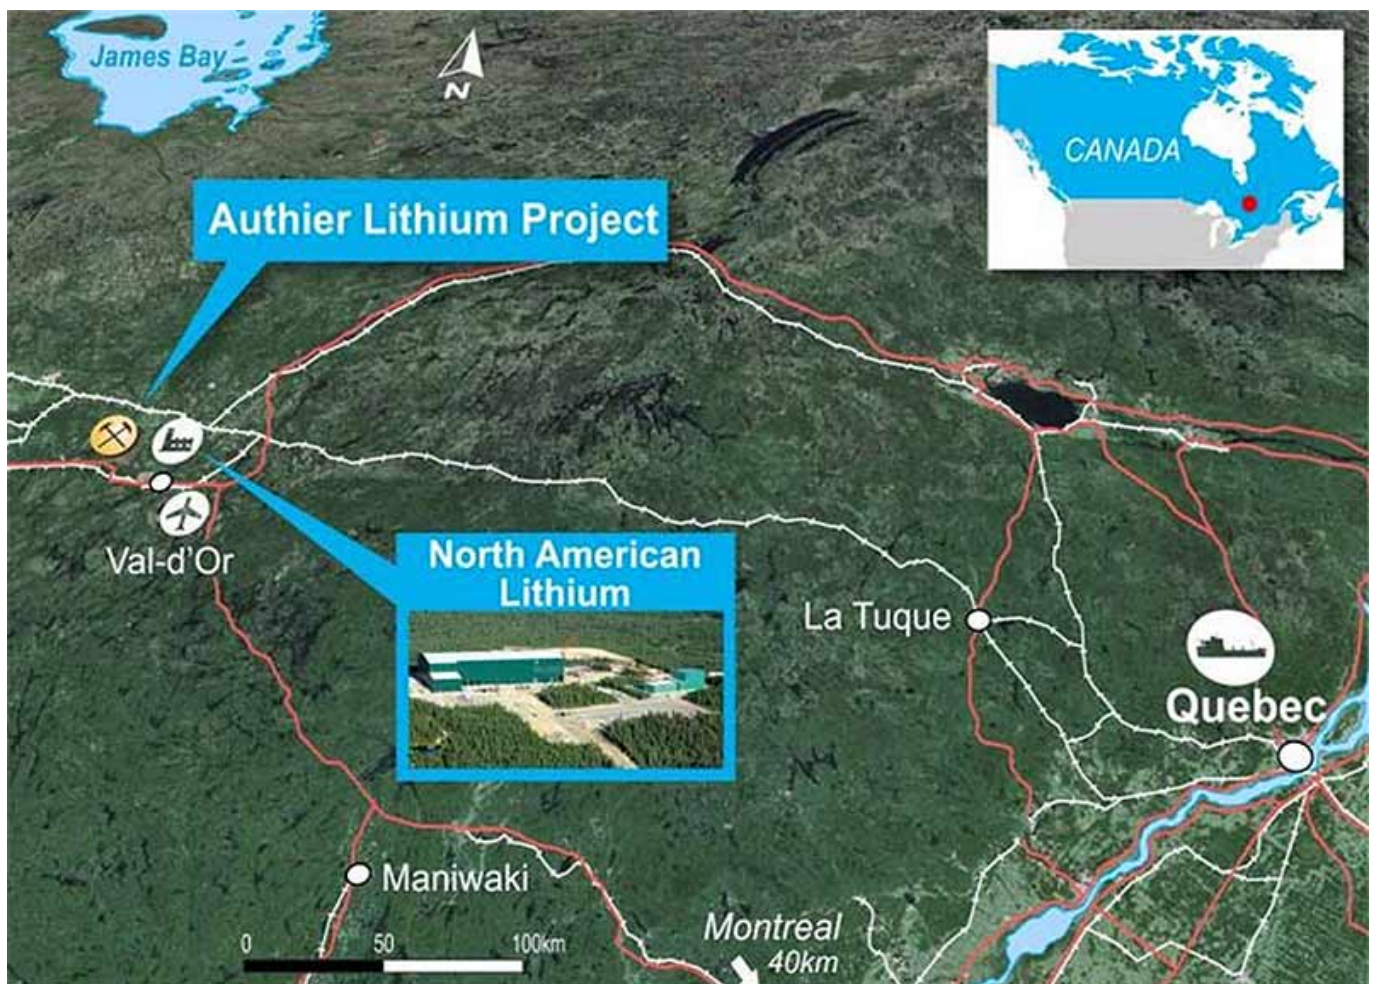 James Bay
N
CANADA
Authier Lithium Project
Val-d'Or
North American
Lithium
La Tuque
Quebec
Maniwaki
0 50 100km
Montreal
40km